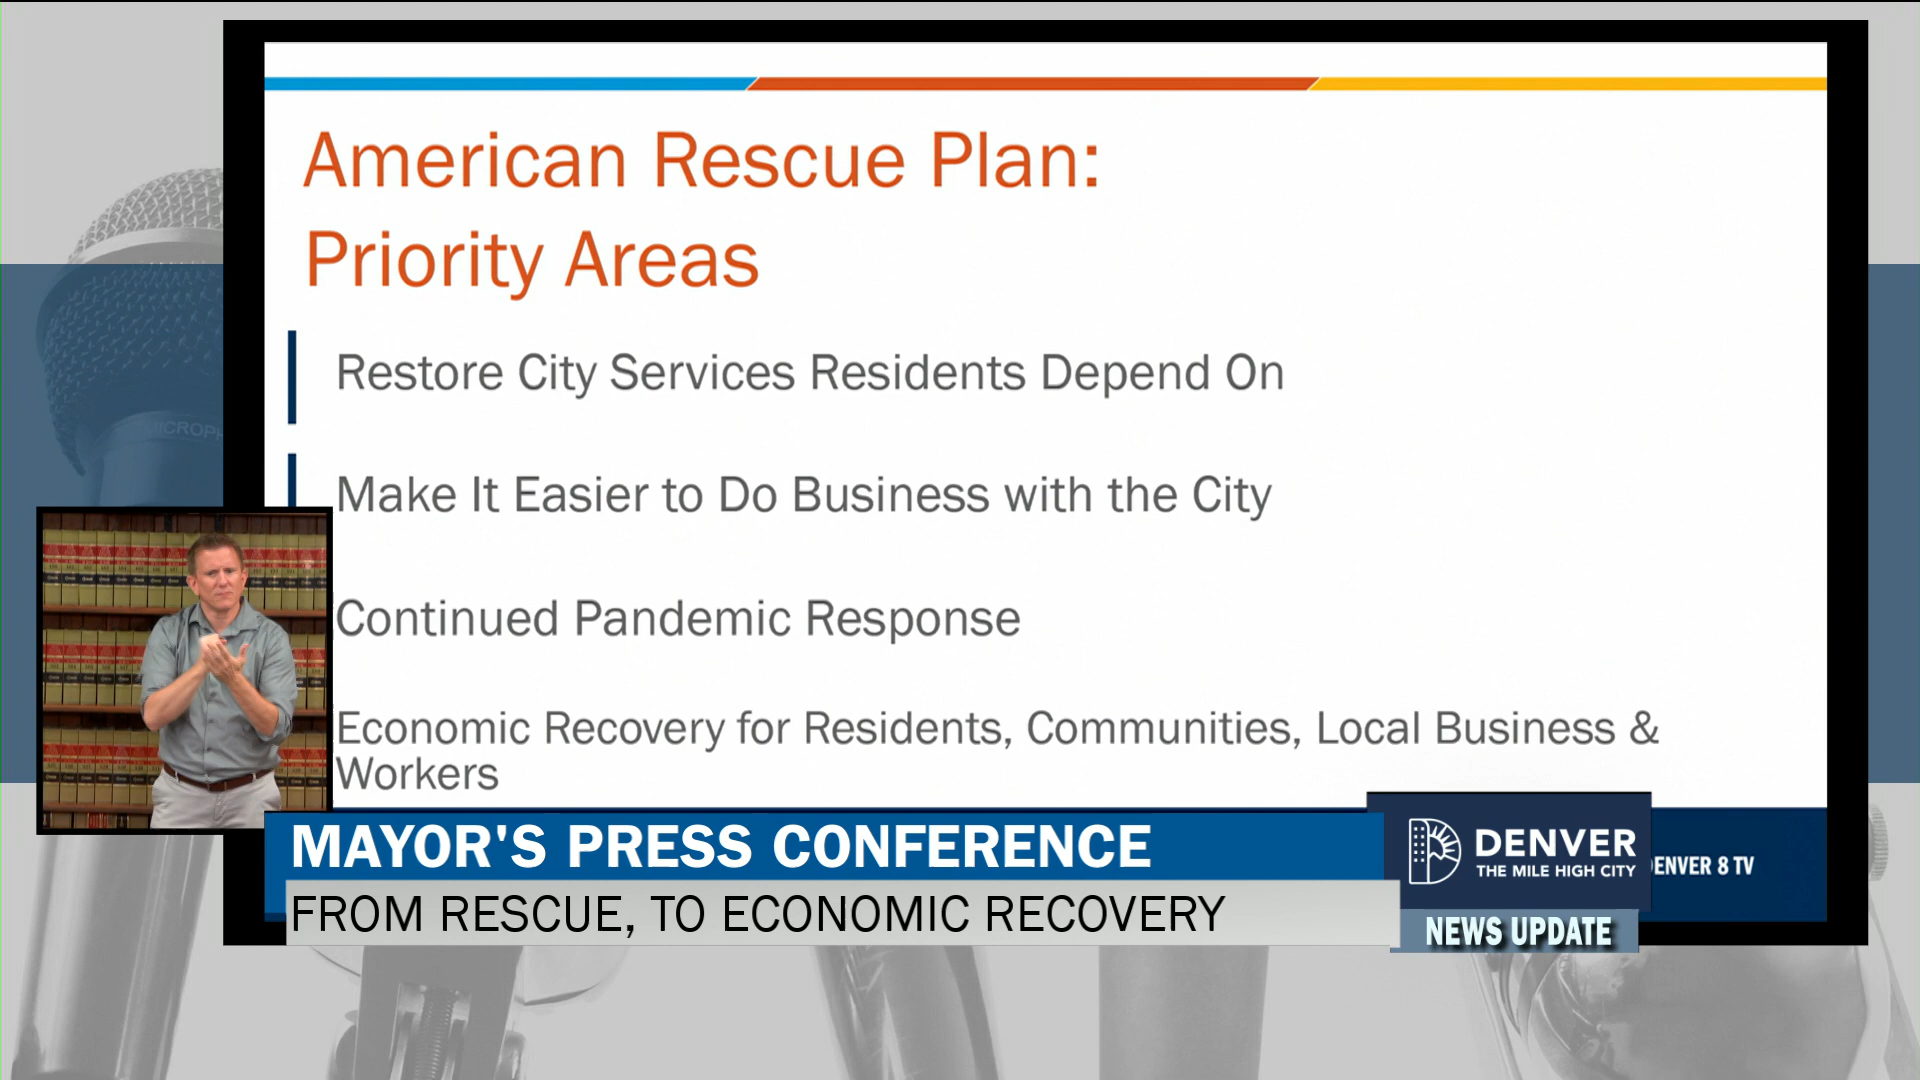 American Rescue Plan:
Priority Areas
Restore City Services Residents Depend On
Make It Easier to Do Business with the City
Continued Pandemic Response
Economic Recovery for Residents, Communities, Local Business &
Workers
MAYOR'S PRESS CONFERENCE
FROM RESCUE, TO ECONOMIC RECOVERY
DENVER
THE MILE HIGH CITY
DENVER 8 TV
NEWS UPDATE